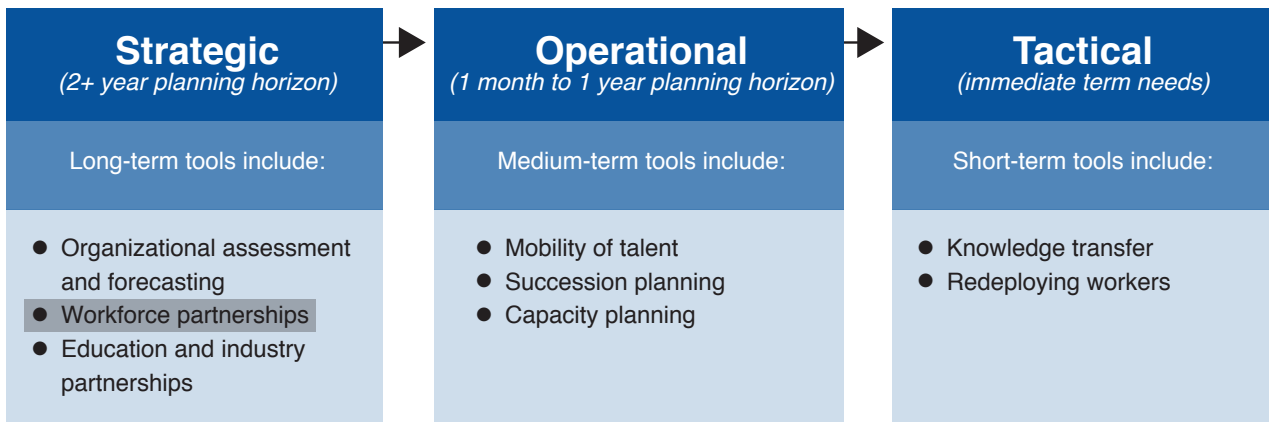 Strategic
(2+ year planning horizon)
Long-term tools include:
● Organizational assessment
and forecasting
● Workforce partnerships
● Education and industry
partnerships
Operational
(1 month to 1 year planning horizon)
Medium-term tools include:
● Mobility of talent
● Succession planning
● Capacity planning
Tactical
(immediate term needs)
Short-term tools include:
● Knowledge transfer
● Redeploying workers